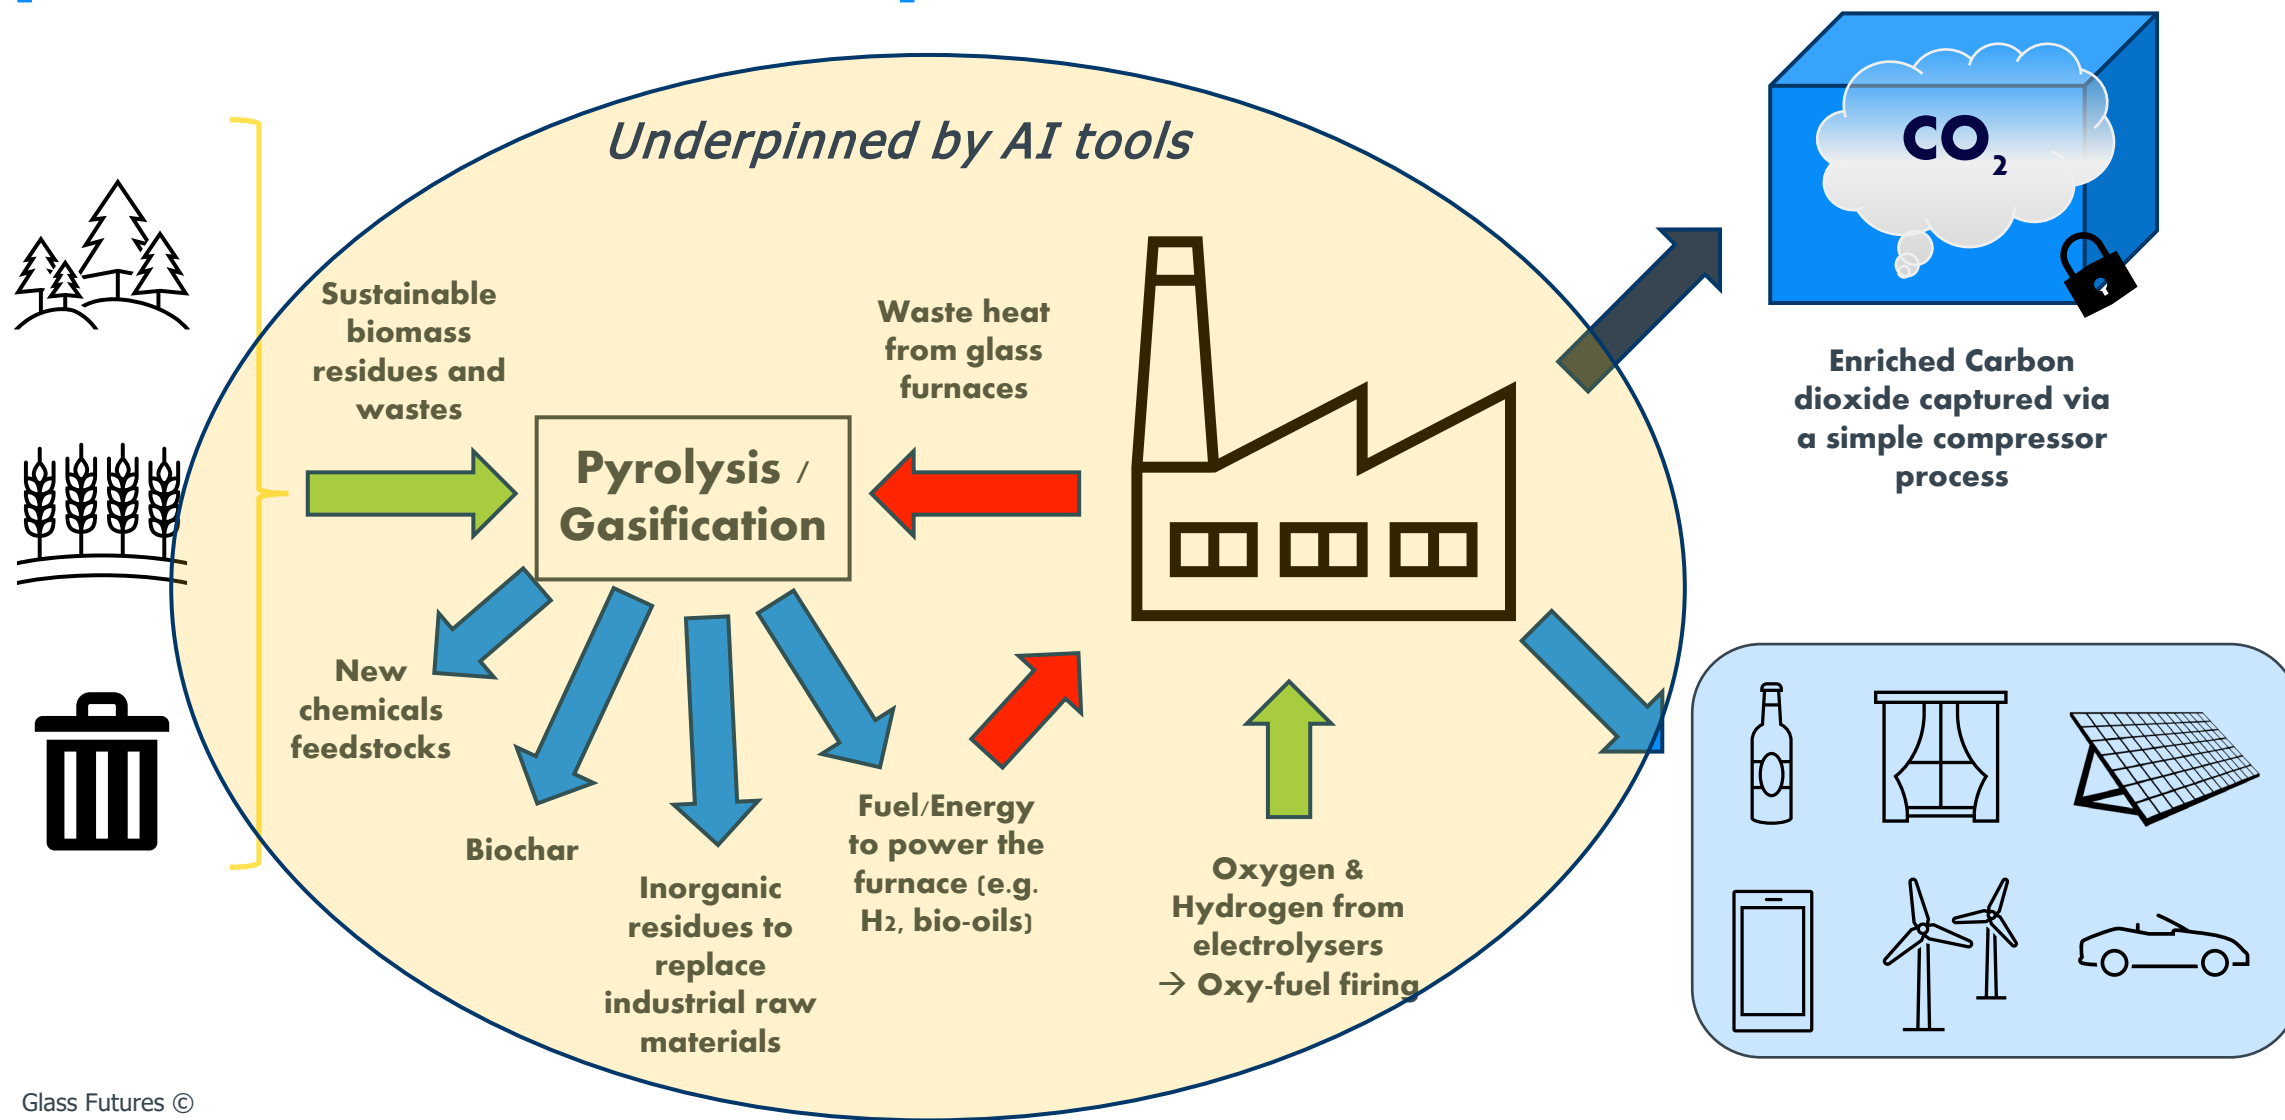 Underpinned by AI tools
CO2
Sustainable
biomass
residues and
wastes
Waste heat
from glass
furnaces
Enriched Carbon
dioxide captured via
a simple compressor
process
Pyrolysis /
Gasification
New
chemicals
feedstocks
Biochar
Inorganic
residues to
replace
industrial raw
materials
Fuel/Energy
to power the
furnace (e.g.
H2, bio-oils)
Oxygen &
Hydrogen from
electrolysers
→ Oxy-fuel firing
Glass Futures ©